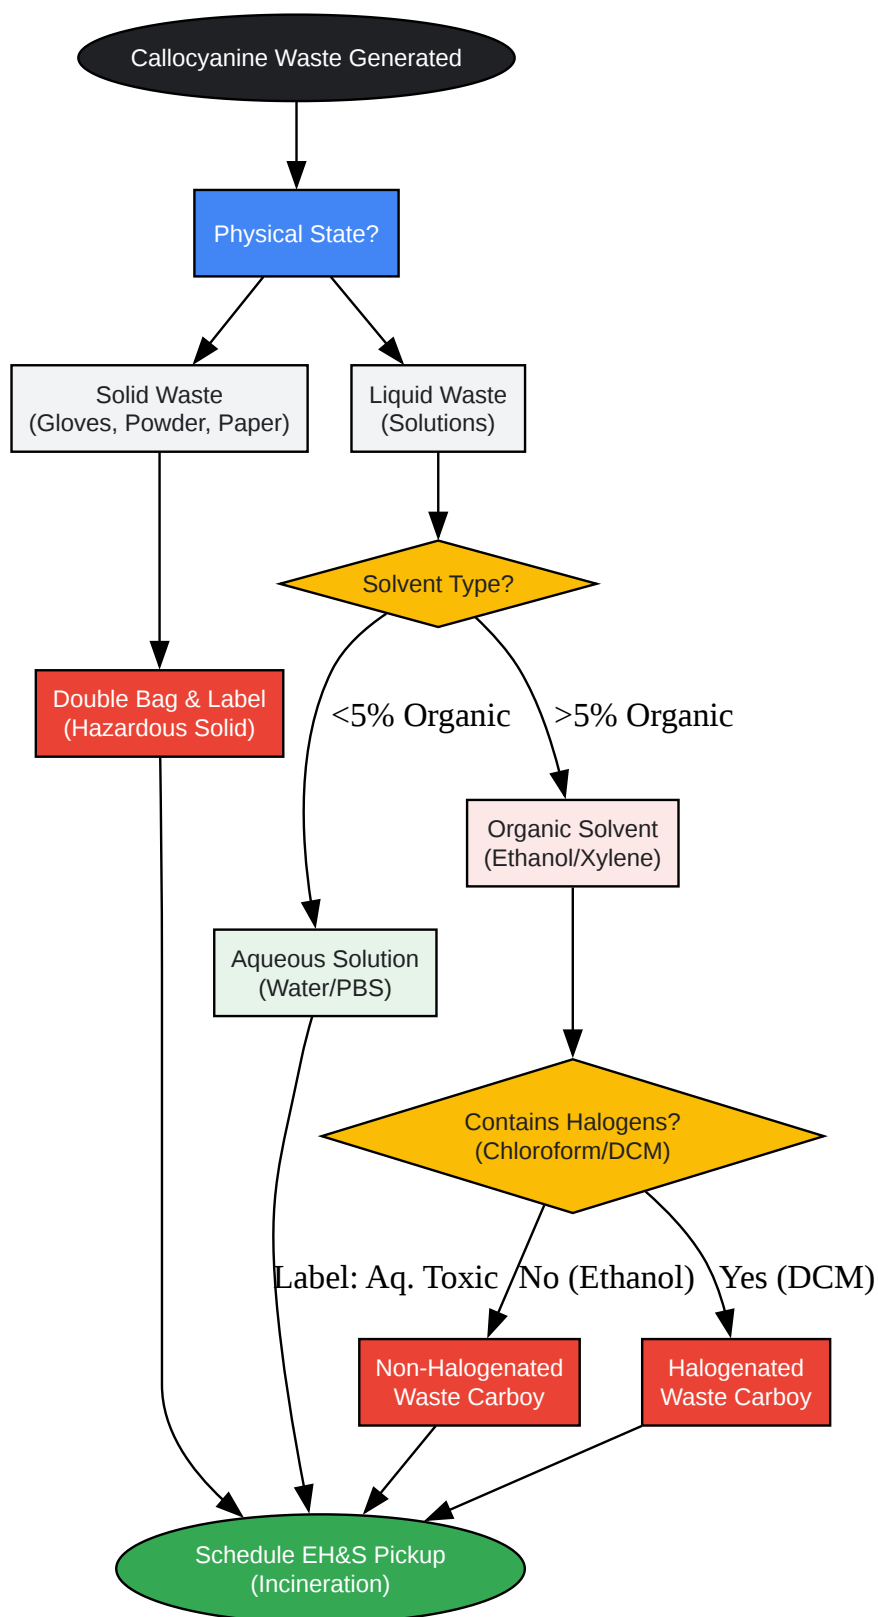 Callocyanine Waste Generated
Physical State?
Solid Waste
(Gloves, Powder, Paper)
Liquid Waste
(Solutions)
Solvent Type?
Double Bag & Label
(Hazardous Solid)
<5% Organic
>5% Organic
Organic Solvent
(Ethanol/Xylene)
Aqueous Solution
(Water/PBS)
Contains Halogens?
(Chloroform/DCM)
Label: Aq. Toxic
No (Ethanol)
Yes (DCM)
Non-Halogenated
Waste Carboy
Halogenated
Waste Carboy
Schedule EH&S Pickup
(Incineration)